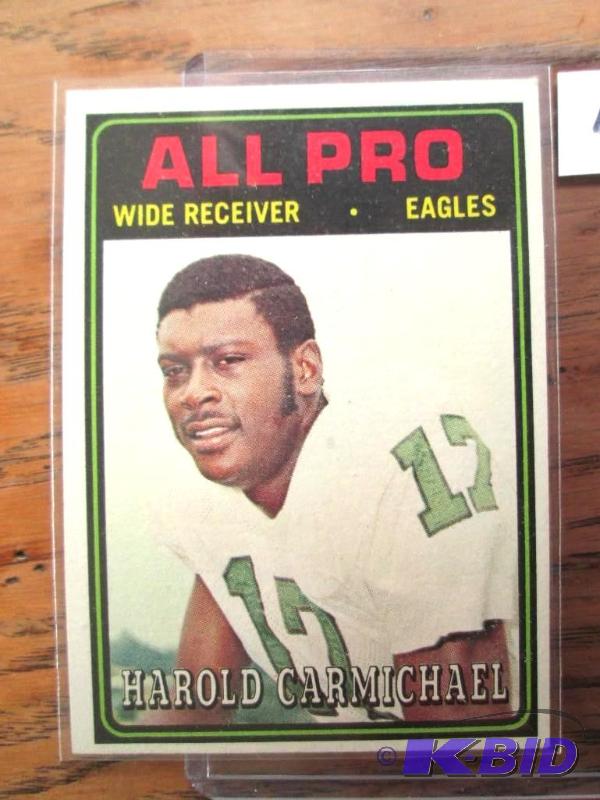 ALL PRO
WIDE RECEIVER • EAGLES
17
17
HAROLD CARMICHAEL
© K-BID